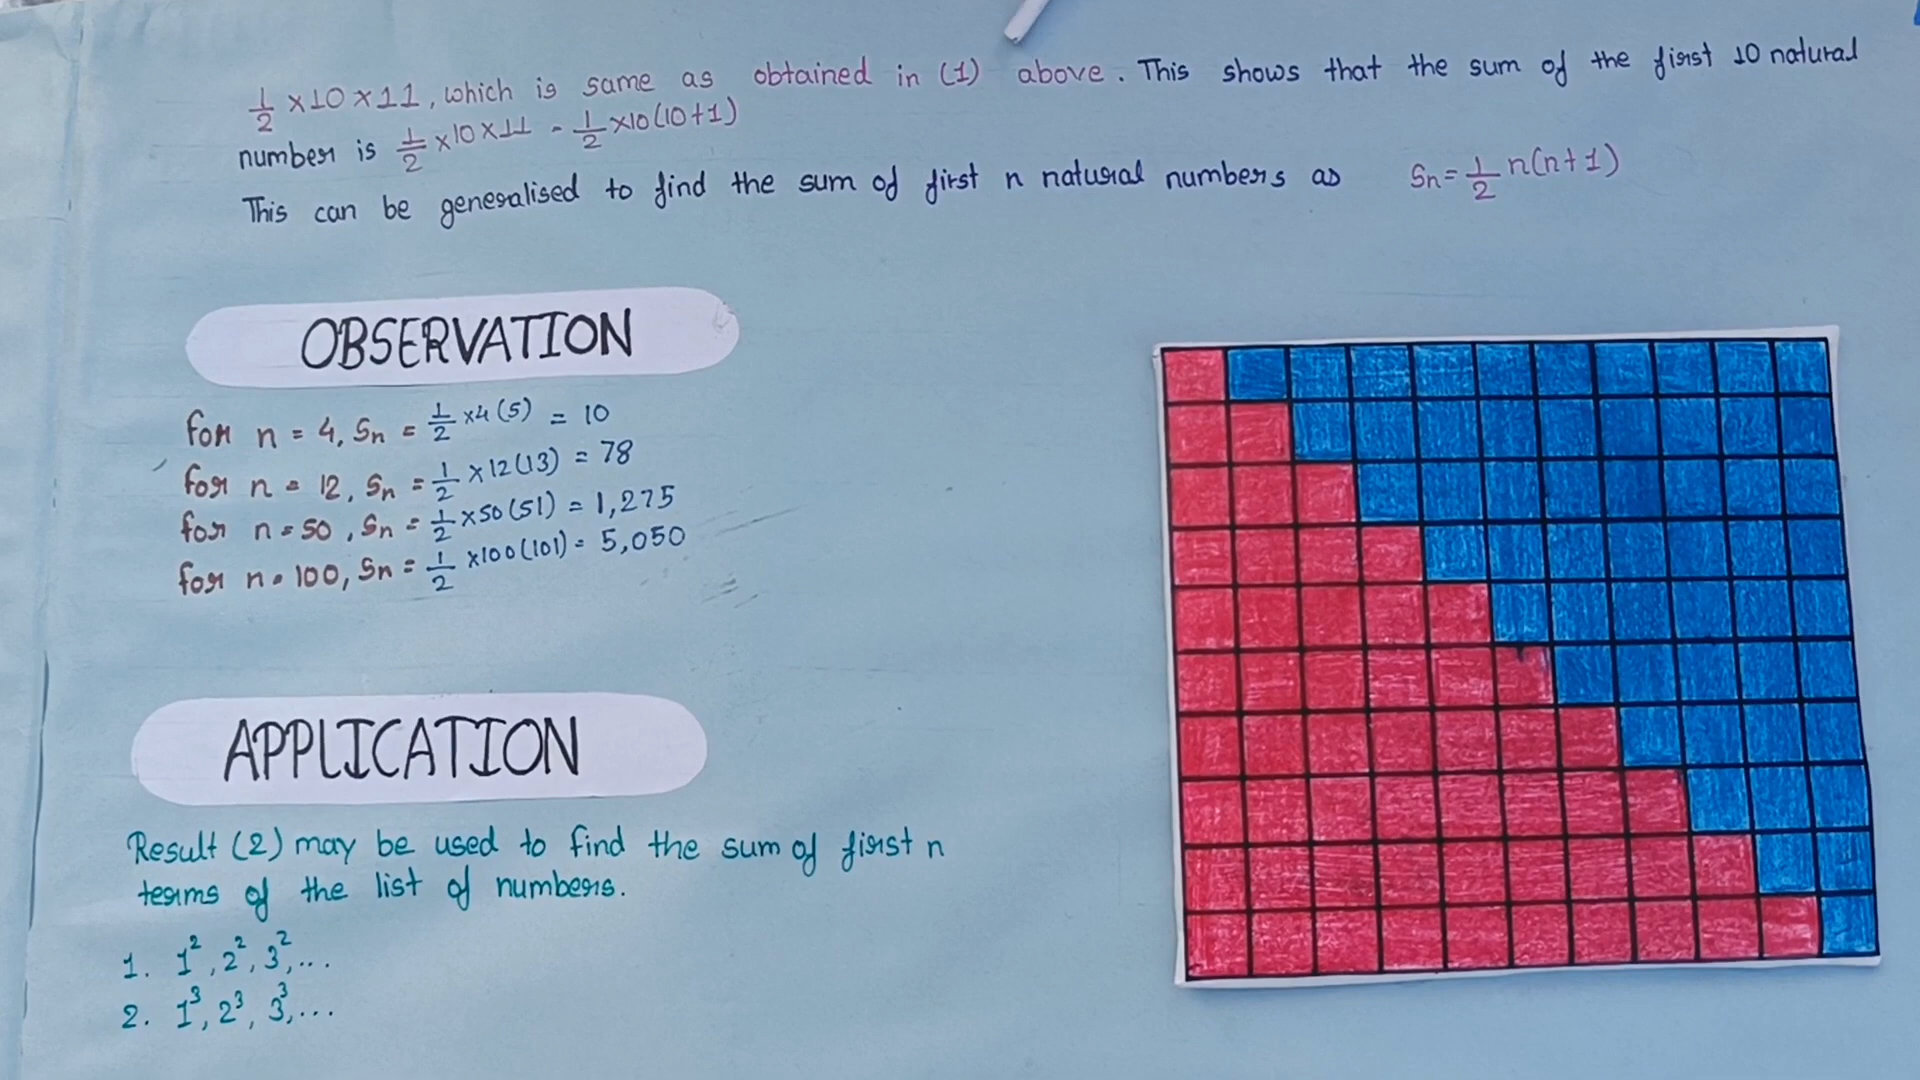 1/2 ×10×11, which is same as obtained in (1) above. This shows that the sum of the first 10 natural
number is 1/2 ×10×11 = 1/2 ×10(10+1)
This can be generalised to find the sum of first n natural numbers as Sn = 1/2 n(n+1)
OBSERVATION
for n = 4, Sn = 1/2 ×4(5) = 10
for n = 12, Sn = 1/2 ×12(13) = 78
for n = 50, Sn = 1/2 ×50(51) = 1,275
for n = 100, Sn = 1/2 ×100(101) = 5,050
APPLICATION
Result (2) may be used to find the sum of first n
terms of the list of numbers.
1. 1², 2², 3², ...
2. 1³, 2³, 3³, ...